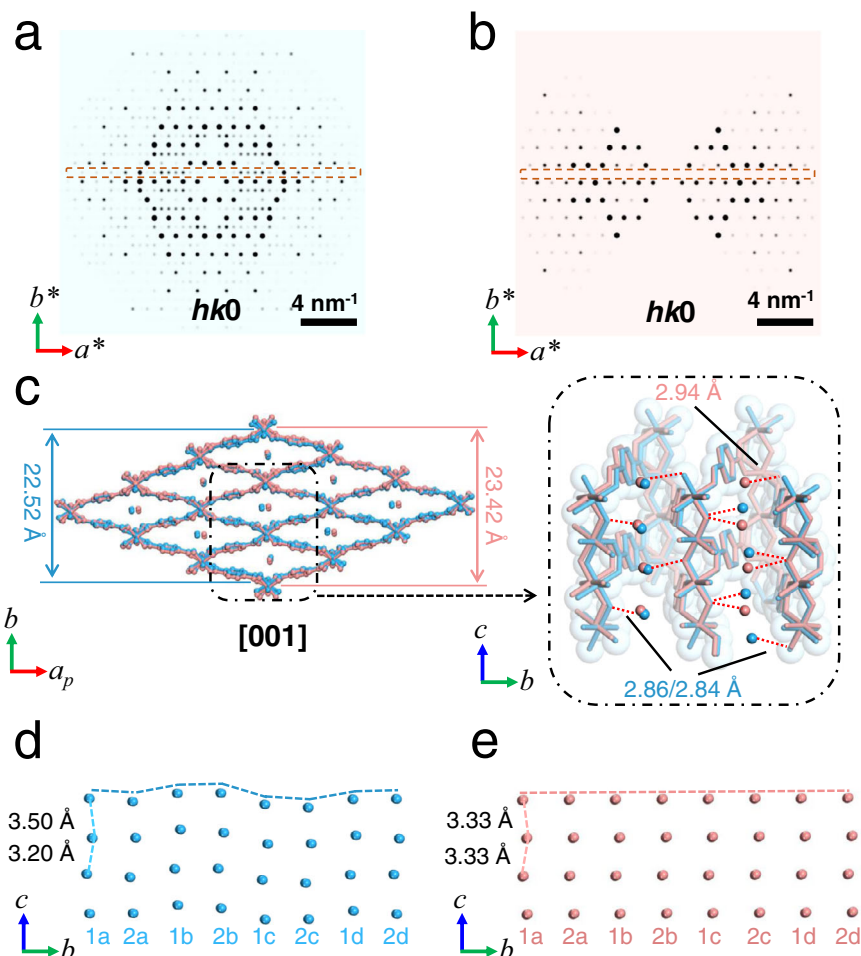 a
b
b*
a*
hk0
4 nm⁻¹
b*
a*
hk0
4 nm⁻¹
c
22.52 Å
23.42 Å
b
a_p
[001]
2.94 Å
c
b
2.86/2.84 Å
d
e
3.50 Å
3.20 Å
c
b
1a 2a 1b 2b 1c 2c 1d 2d
3.33 Å
3.33 Å
c
b
1a 2a 1b 2b 1c 2c 1d 2d